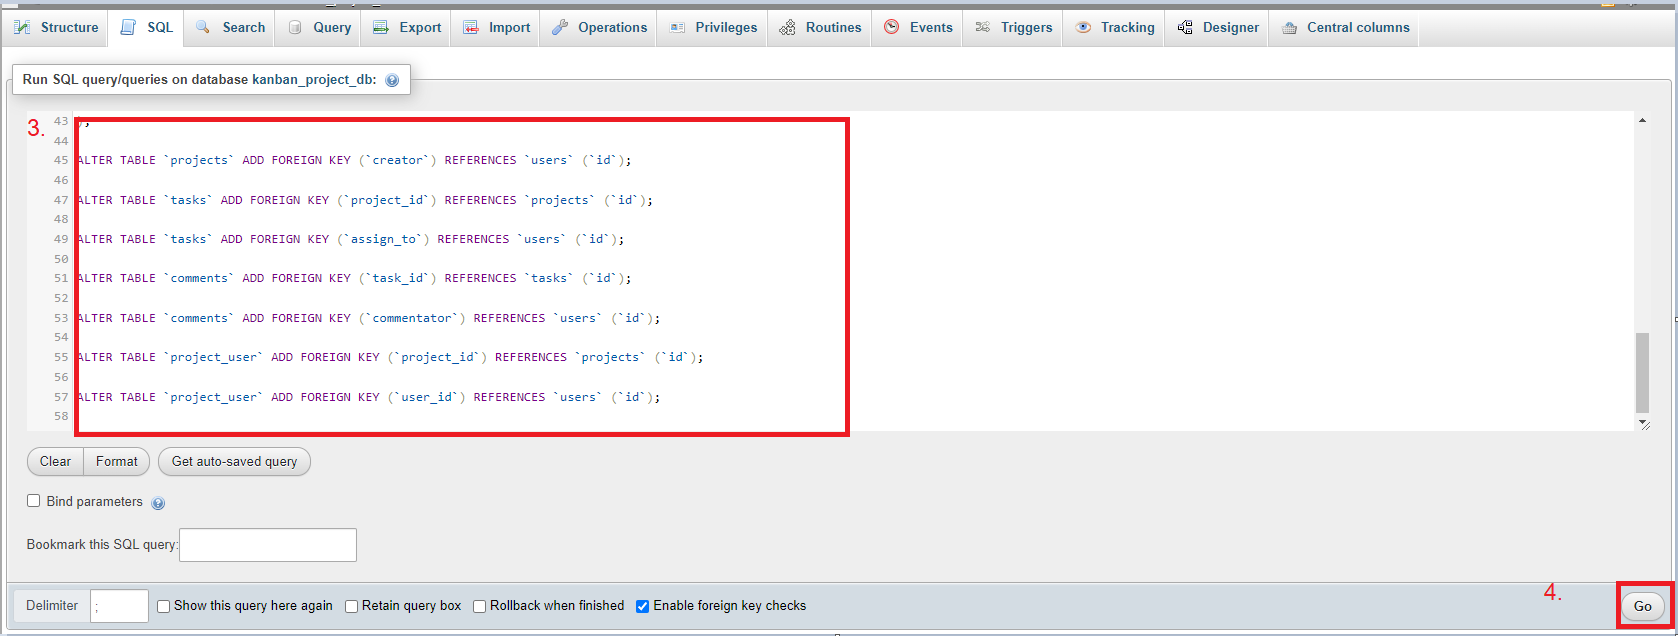 Structure SQL Search Query Export Import Operations Privileges Routines Events Triggers Tracking Designer Central columns
Run SQL query/queries on database kanban_project_db:
3.
43 );
44
45 ALTER TABLE `projects` ADD FOREIGN KEY (`creator`) REFERENCES `users` (`id`);
46
47 ALTER TABLE `tasks` ADD FOREIGN KEY (`project_id`) REFERENCES `projects` (`id`);
48
49 ALTER TABLE `tasks` ADD FOREIGN KEY (`assign_to`) REFERENCES `users` (`id`);
50
51 ALTER TABLE `comments` ADD FOREIGN KEY (`task_id`) REFERENCES `tasks` (`id`);
52
53 ALTER TABLE `comments` ADD FOREIGN KEY (`commentator`) REFERENCES `users` (`id`);
54
55 ALTER TABLE `project_user` ADD FOREIGN KEY (`project_id`) REFERENCES `projects` (`id`);
56
57 ALTER TABLE `project_user` ADD FOREIGN KEY (`user_id`) REFERENCES `users` (`id`);
58
Clear Format Get auto-saved query
Bind parameters
Bookmark this SQL query:
4.
Delimiter ; Show this query here again Retain query box Rollback when finished Enable foreign key checks Go